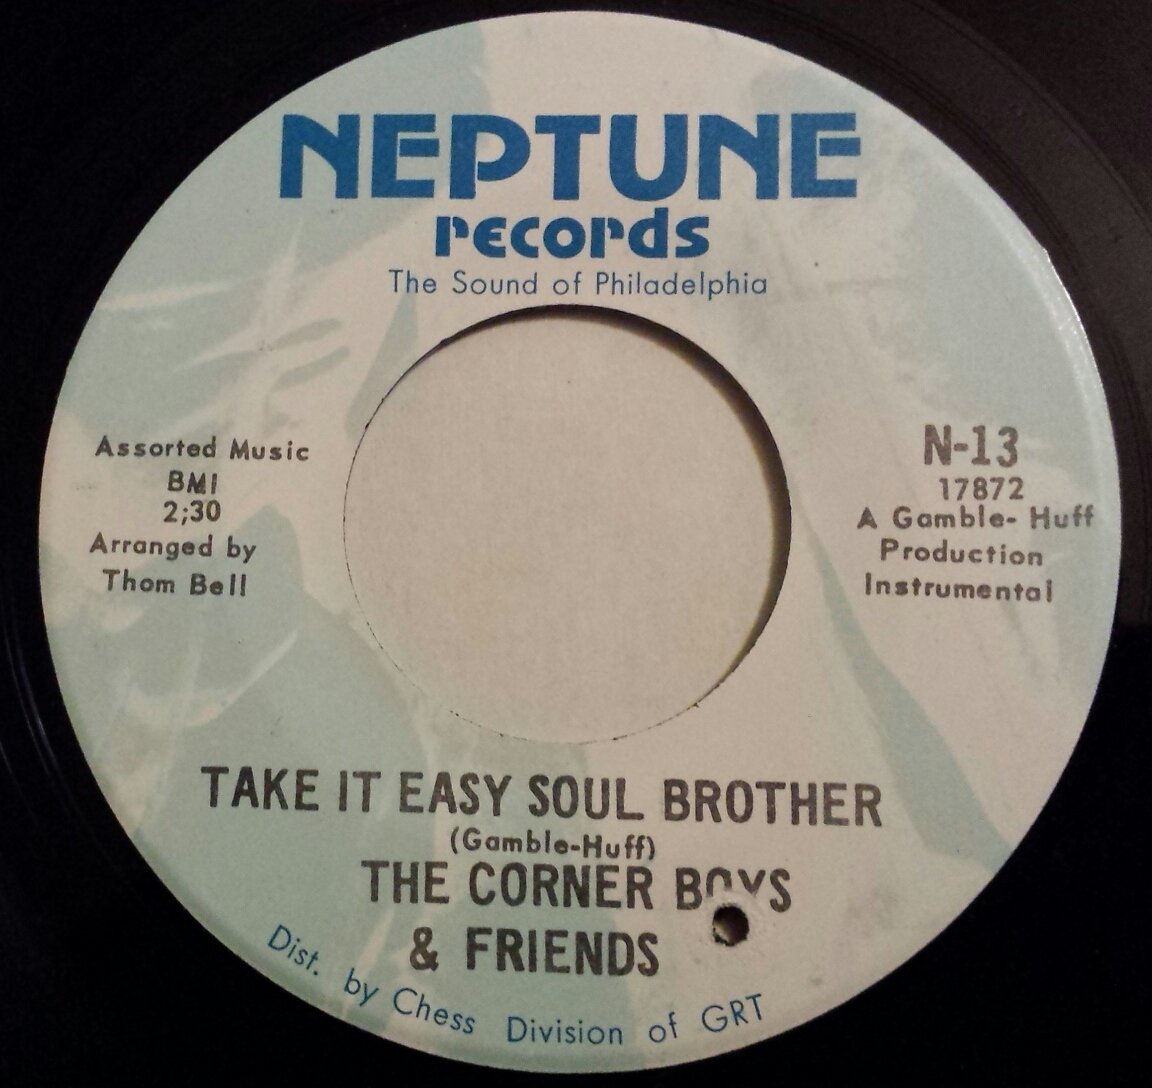 NEPTUNE
records
The Sound of Philadelphia
Assorted Music
BMI
2;30
Arranged by
Thom Bell
N-13
17872
A Gamble- Huff
Production
Instrumental
TAKE IT EASY SOUL BROTHER
(Gamble-Huff)
THE CORNER BOYS
& FRIENDS
Dist. by Chess Division of GRT